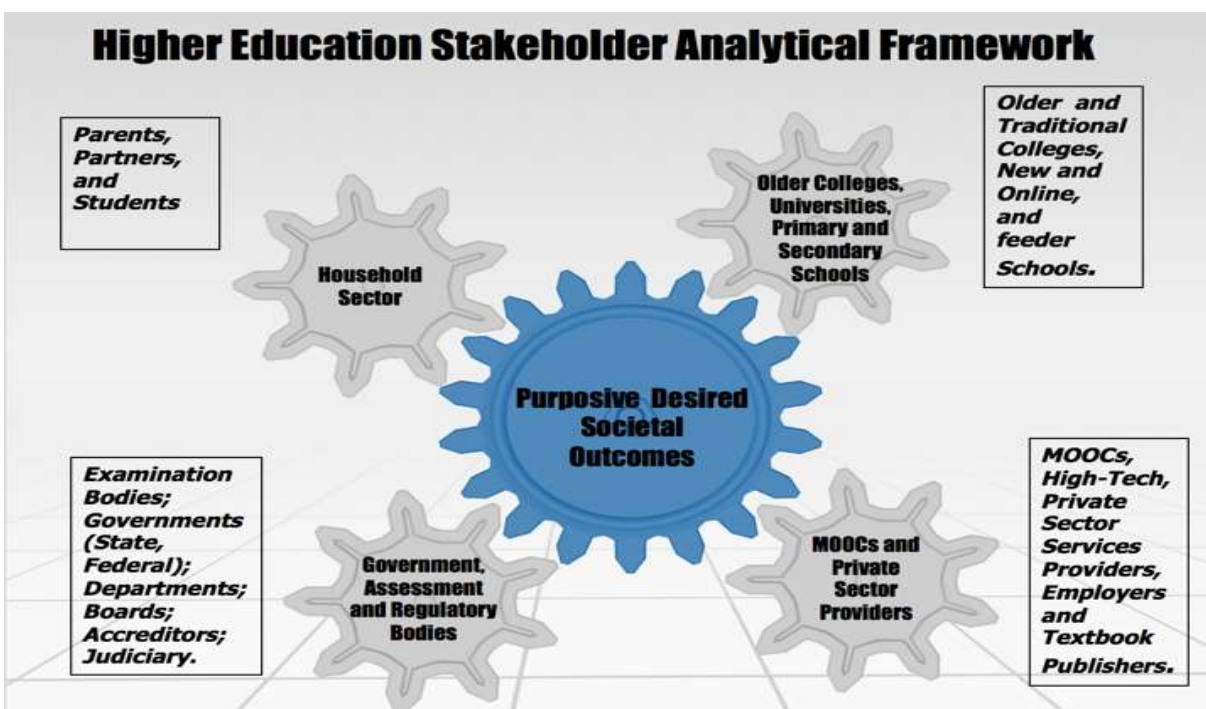 Higher Education Stakeholder Analytical Framework
Parents,
Partners,
and
Students
Household
Sector
Older Colleges,
Universities,
Primary and
Secondary
Schools
Older and
Traditional
Colleges,
New and
Online,
and
feeder
Schools.
Purposive Desired
Societal
Outcomes
Examination
Bodies;
Governments
(State,
Federal);
Departments;
Boards;
Accreditors;
Judiciary.
Government,
Assessment
and Regulatory
Bodies
MOOCs and
Private
Sector
Providers
MOOCs,
High-Tech,
Private
Sector
Services
Providers,
Employers
and
Textbook
Publishers.